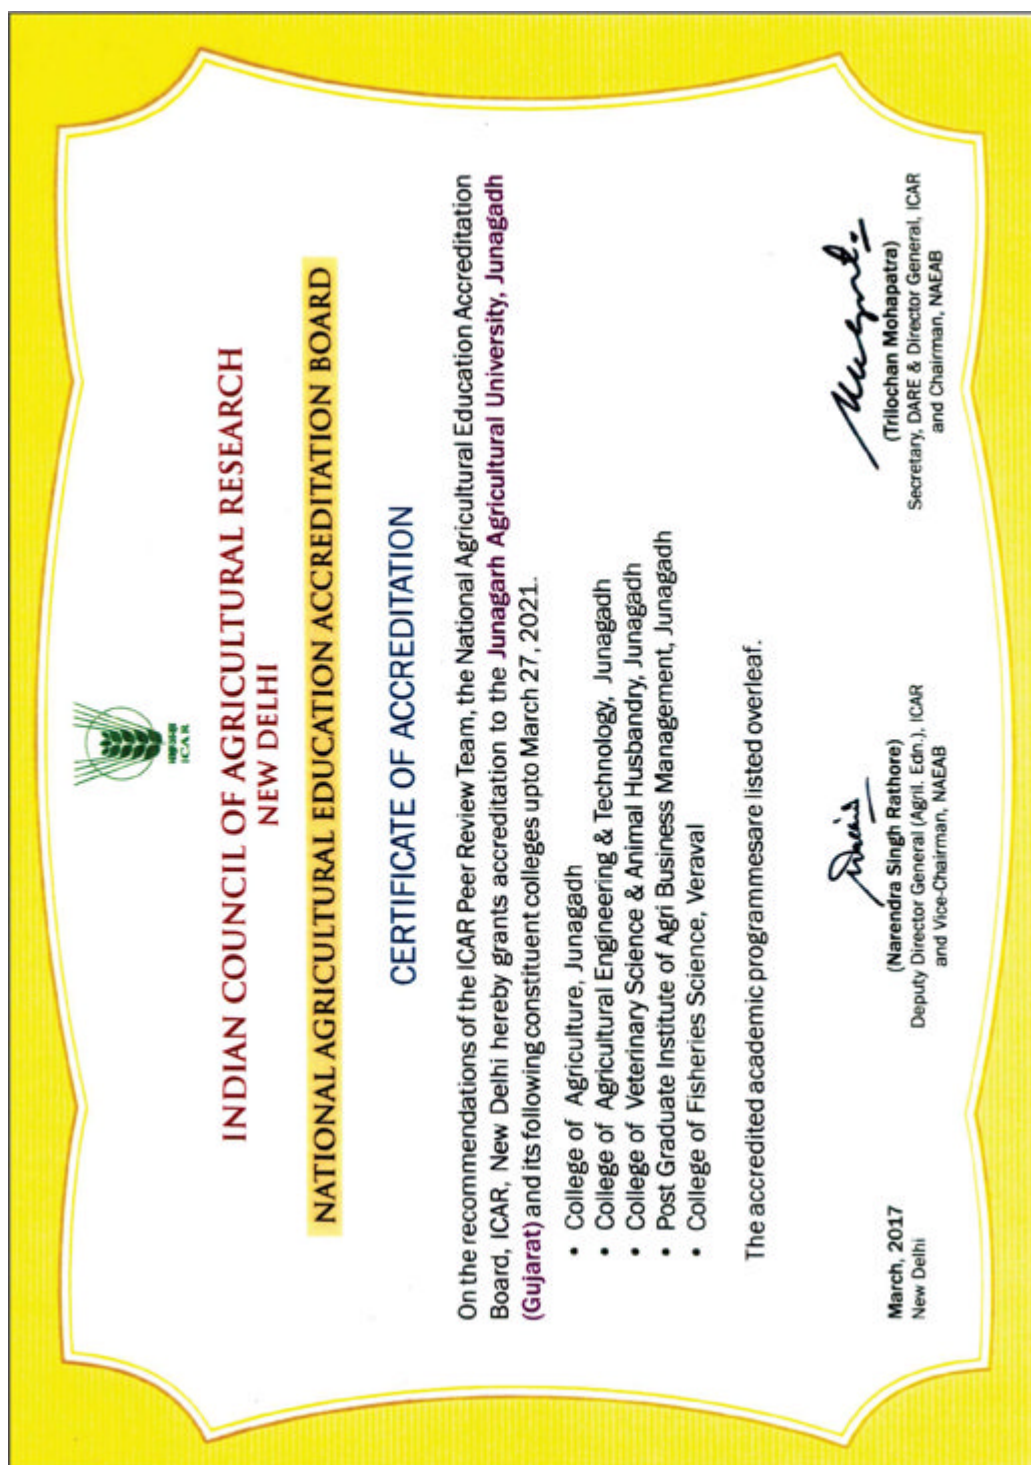 ICAR
INDIAN COUNCIL OF AGRICULTURAL RESEARCH
NEW DELHI
NATIONAL AGRICULTURAL EDUCATION ACCREDITATION BOARD
CERTIFICATE OF ACCREDITATION
On the recommendations of the ICAR Peer Review Team, the National Agricultural Education Accreditation
Board, ICAR, New Delhi hereby grants accreditation to the Junagarh Agricultural University, Junagadh
(Gujarat) and its following constituent colleges upto March 27, 2021.
• College of Agriculture, Junagadh
• College of Agricultural Engineering & Technology, Junagadh
• College of Veterinary Science & Animal Husbandry, Junagadh
• Post Graduate Institute of Agri Business Management, Junagadh
• College of Fisheries Science, Veraval
The accredited academic programmesare listed overleaf.
March, 2017
New Delhi
(Narendra Singh Rathore)
Deputy Director General (Agril. Edn.), ICAR
and Vice-Chairman, NAEAB
(Trilochan Mohapatra)
Secretary, DARE & Director General, ICAR
and Chairman, NAEAB